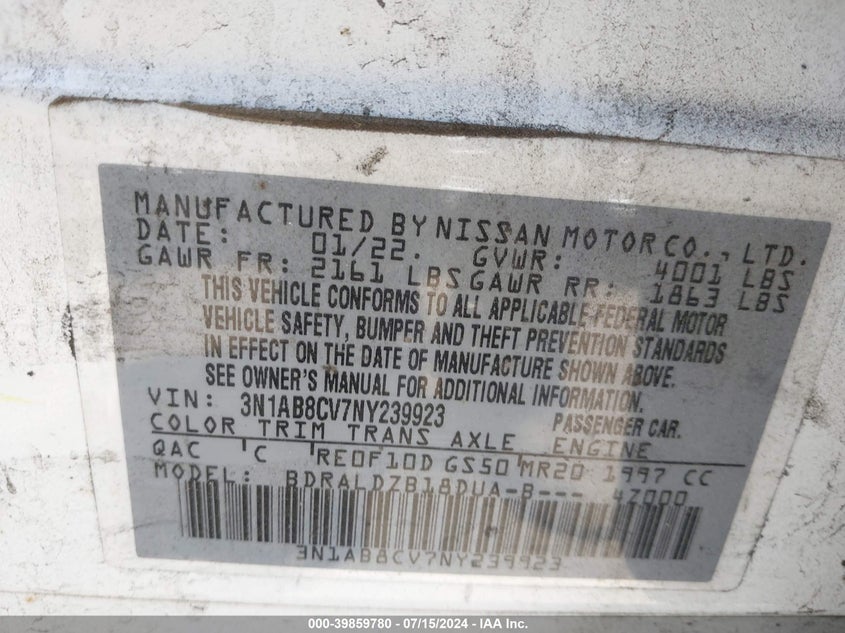 MANUFACTURED BY NISSAN MOTOR CO., LTD.
DATE: 01/22. GVWR: 4001 LBS
GAWR FR: 2161 LBS GAWR RR: 1863 LBS
THIS VEHICLE CONFORMS TO ALL APPLICABLE FEDERAL MOTOR
VEHICLE SAFETY, BUMPER AND THEFT PREVENTION STANDARDS
IN EFFECT ON THE DATE OF MANUFACTURE SHOWN ABOVE.
SEE OWNER'S MANUAL FOR ADDITIONAL INFORMATION.
VIN: 3N1AB8CV7NY239923 PASSENGER CAR.
COLOR TRIM TRANS AXLE ENGINE
QAC C RE0F10D GS50 MR20 1997 CC
MODEL: BDRALDZB18DUA-B--- 4Z000
3N1AB8CV7NY239923
000-39859780 - 07/15/2024 - IAA Inc.